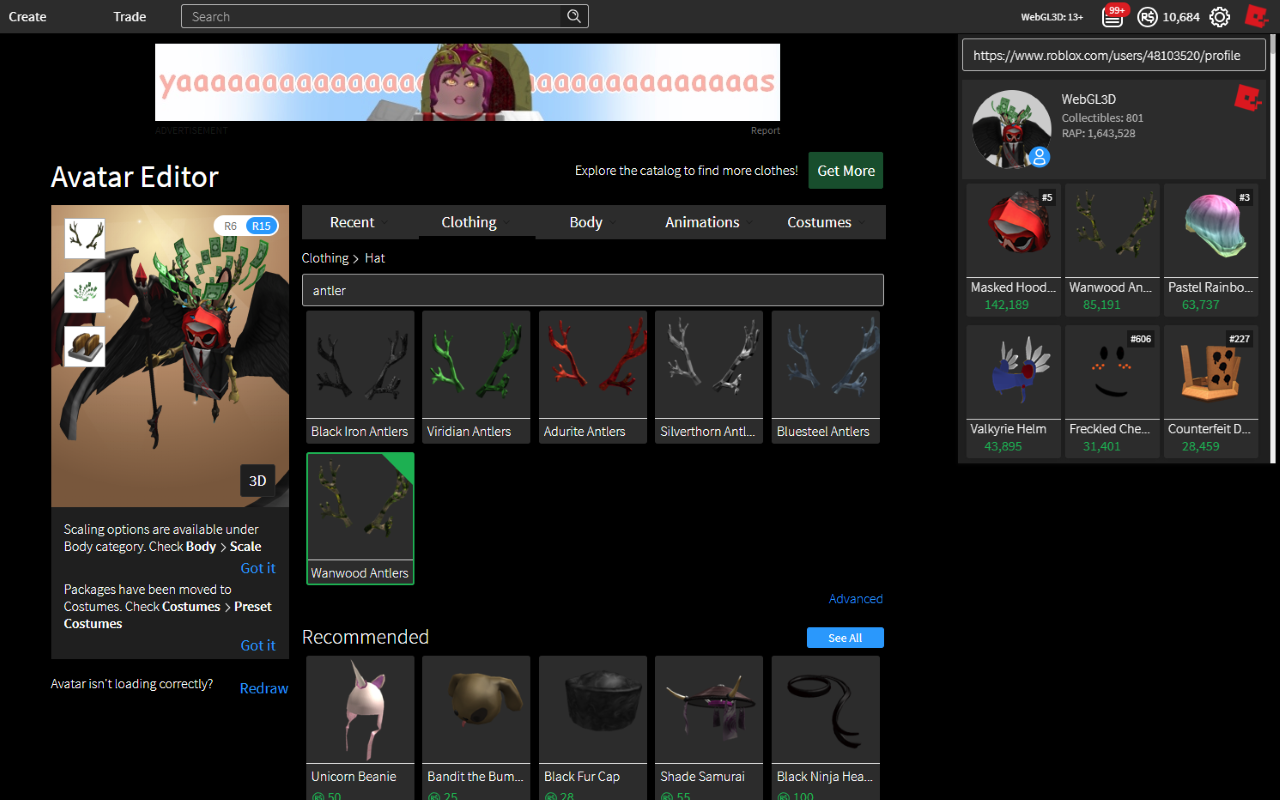 Create
Trade
Search
WebGL3D: 13+
99+
10,684
https://www.roblox.com/users/48103520/profile
yaaaaaaaaaaaaaaaaaaaaaaaaaaaaaaaaas
ADVERTISEMENT
Report
WebGL3D
Collectibles: 801
RAP: 1,643,528
Avatar Editor
Explore the catalog to find more clothes!
Get More
R6
R15
3D
Recent
Clothing
Body
Animations
Costumes
Clothing > Hat
antler
Black Iron Antlers
Viridian Antlers
Adurite Antlers
Silverthorn Antl...
Bluesteel Antlers
Wanwood Antlers
#5
#3
Masked Hood...
Wanwood An...
Pastel Rainbo...
142,189
85,191
63,737
#606
#227
Valkyrie Helm
Freckled Che...
Counterfeit D...
43,895
31,401
28,459
Scaling options are available under
Body category. Check Body > Scale
Got it
Packages have been moved to
Costumes. Check Costumes > Preset
Costumes
Got it
Avatar isn't loading correctly?
Redraw
Advanced
Recommended
See All
Unicorn Beanie
Bandit the Bum...
Black Fur Cap
Shade Samurai
Black Ninja Hea...
50
25
28
55
100